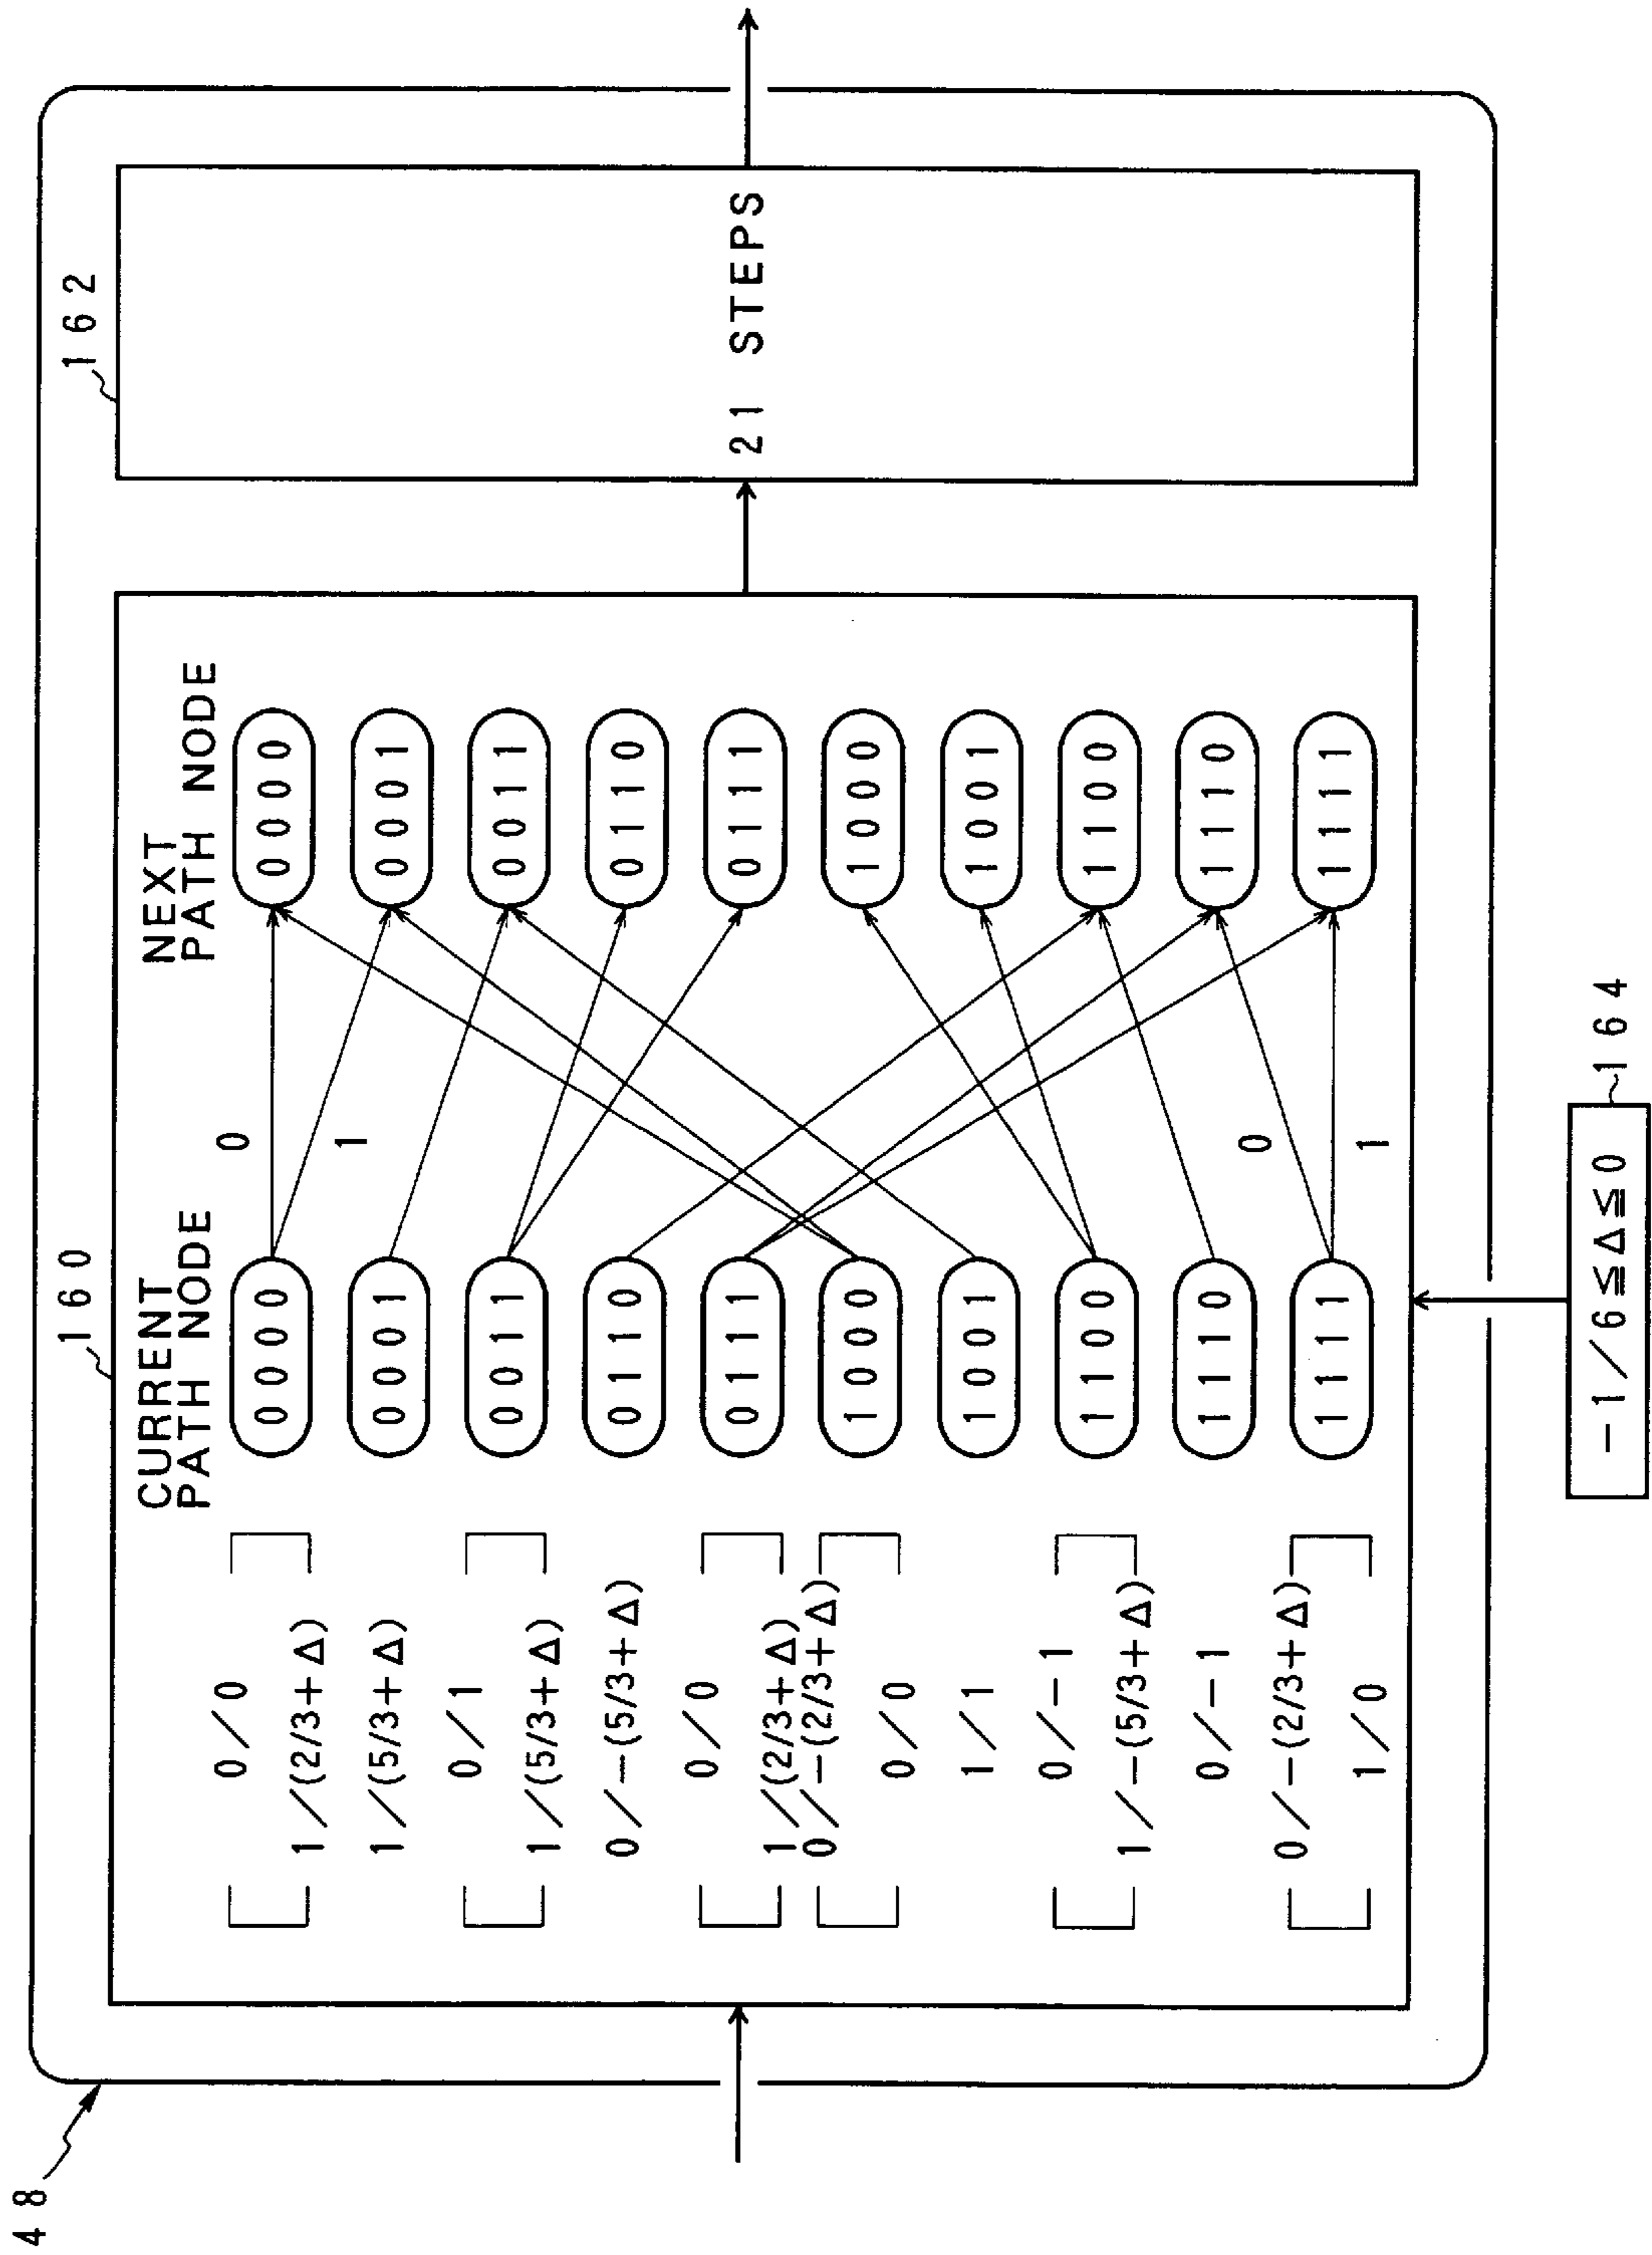 48
160
162
CURRENT
PATH NODE
NEXT
PATH NODE
0/0
1/(2/3+Δ)
1/(5/3+Δ)
0/1
1/(5/3+Δ)
0/-(5/3+Δ)
0/0
1/(2/3+Δ)
0/-(2/3+Δ)
0/0
1/1
0/-1
1/-(5/3+Δ)
0/-1
0/-(2/3+Δ)
1/0
0000
0001
0011
0110
0111
1000
1001
1100
1110
1111
0
1
0
1
0000
0001
0011
0110
0111
1000
1001
1100
1110
1111
21 STEPS
-1/6≦Δ≦0
164